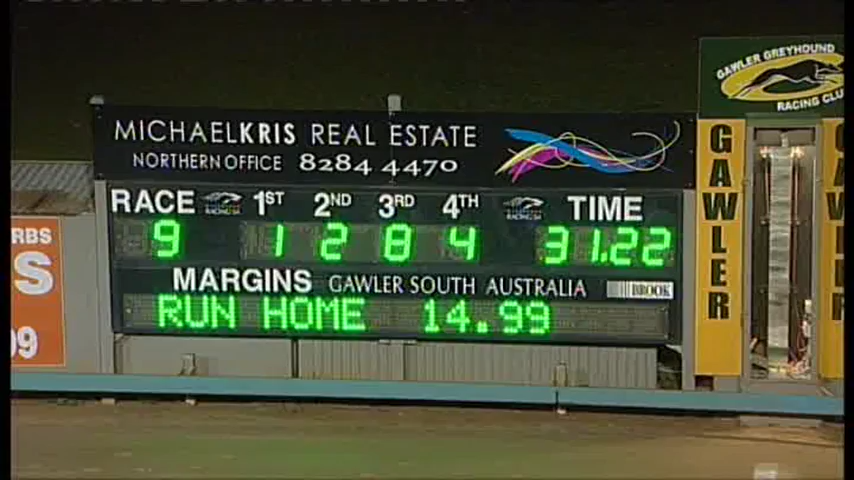 GAWLER GREYHOUND
RACING CLUB
MICHAELKRIS REAL ESTATE
NORTHERN OFFICE 8284 4470
RACE 1ST 2ND 3RD 4TH TIME
9 1 2 8 4 31.22
MARGINS GAWLER SOUTH AUSTRALIA BROOK
RUN HOME 14.99
GAWLER
RBS
S
9